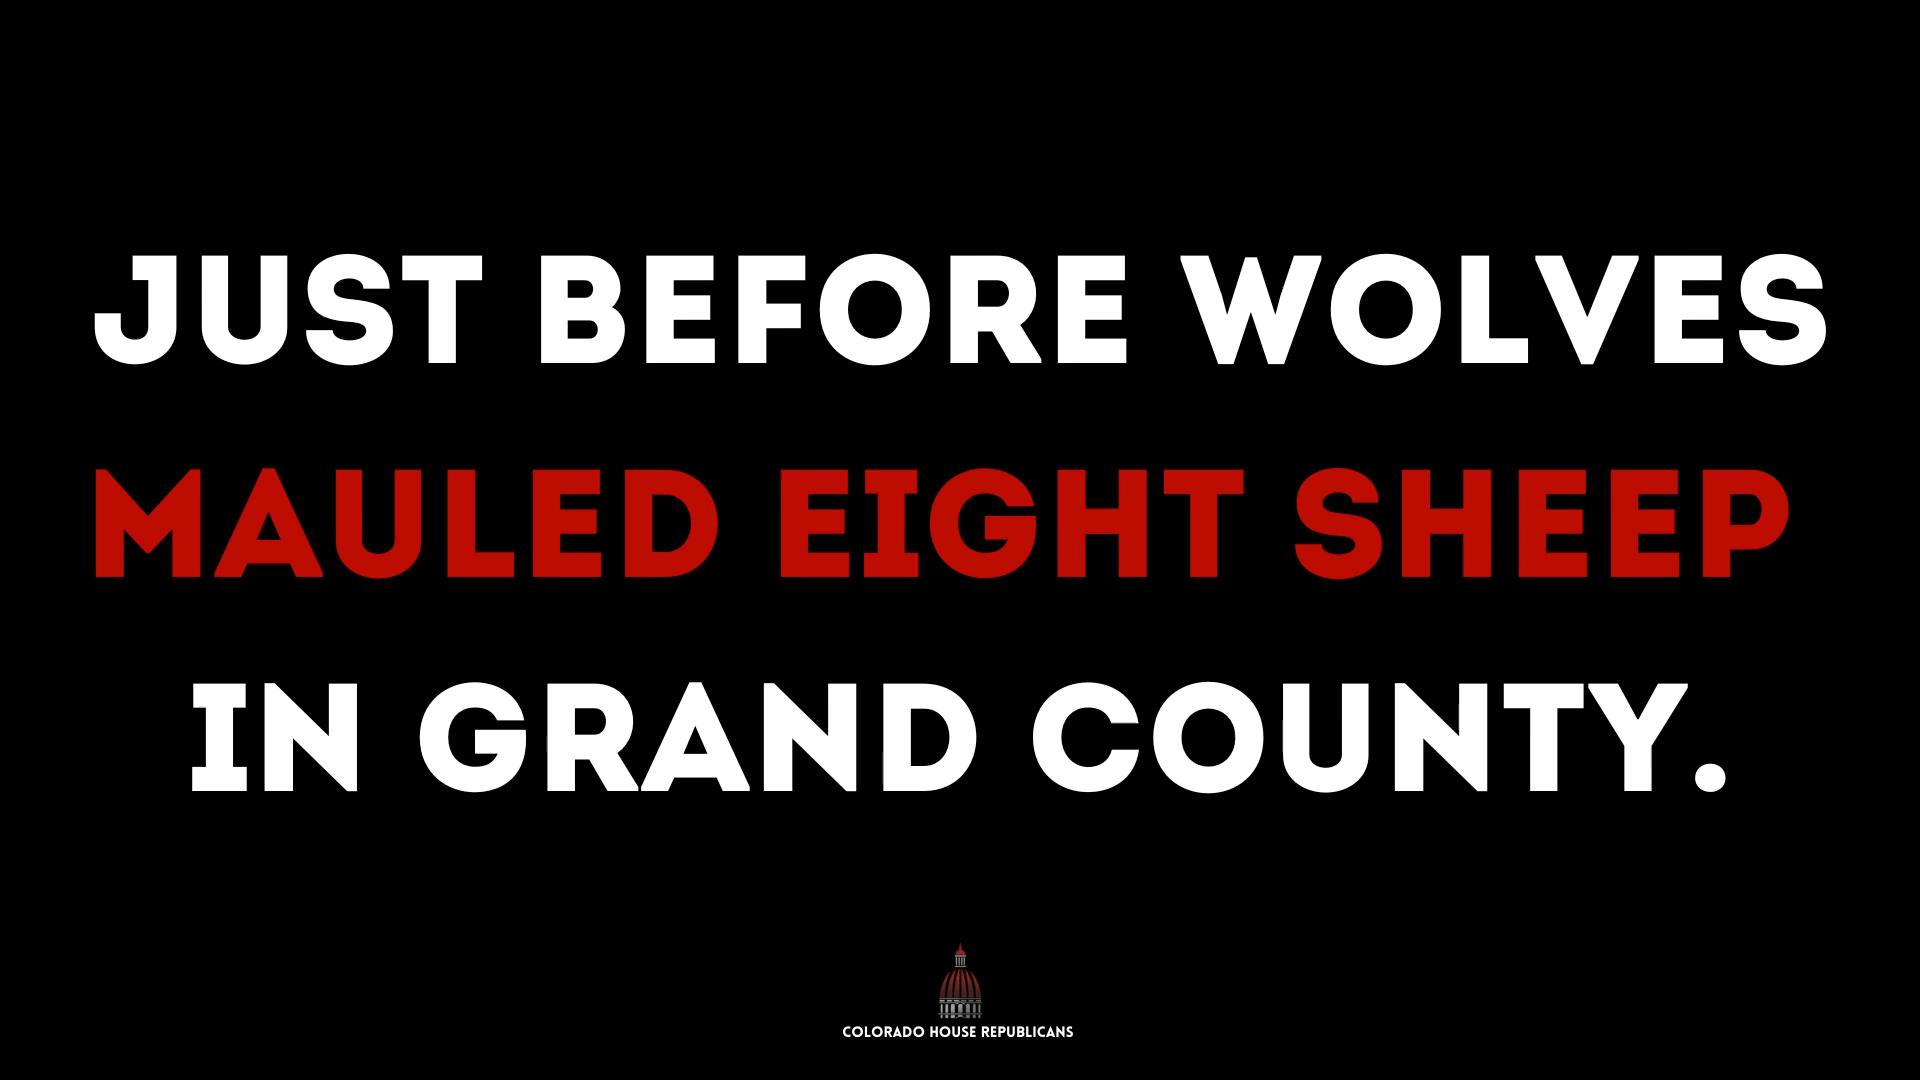 JUST BEFORE WOLVES
MAULED EIGHT SHEEP
IN GRAND COUNTY.
COLORADO HOUSE REPUBLICANS